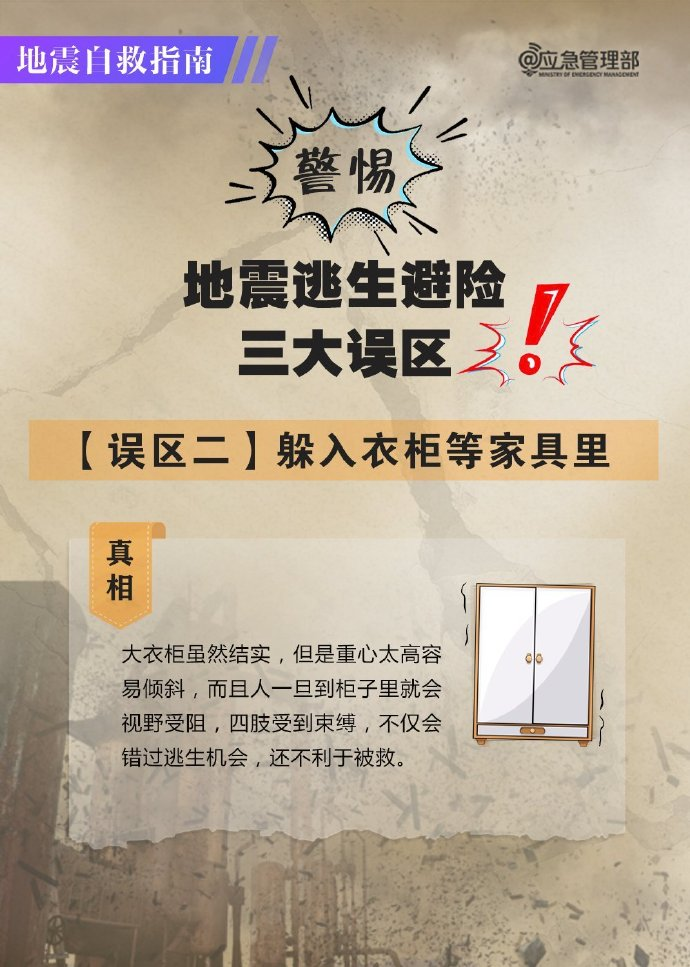 地震自救指南
@应急管理部
MINISTRY OF EMERGENCY MANAGEMENT
警惕
地震逃生避险
三大误区!
【误区二】躲入衣柜等家具里
真
相
大衣柜虽然结实，但是重心太高容
易倾斜，而且人一旦到柜子里就会
视野受阻，四肢受到束缚，不仅会
错过逃生机会，还不利于被救。